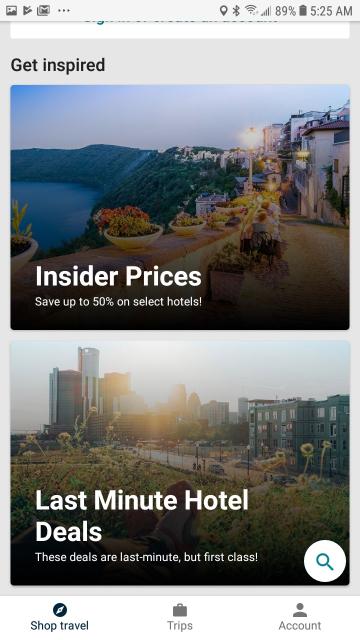 89% 5:25 AM
Get inspired
Insider Prices
Save up to 50% on select hotels!
Last Minute Hotel
Deals
These deals are last-minute, but first class!
Shop travel
Trips
Account